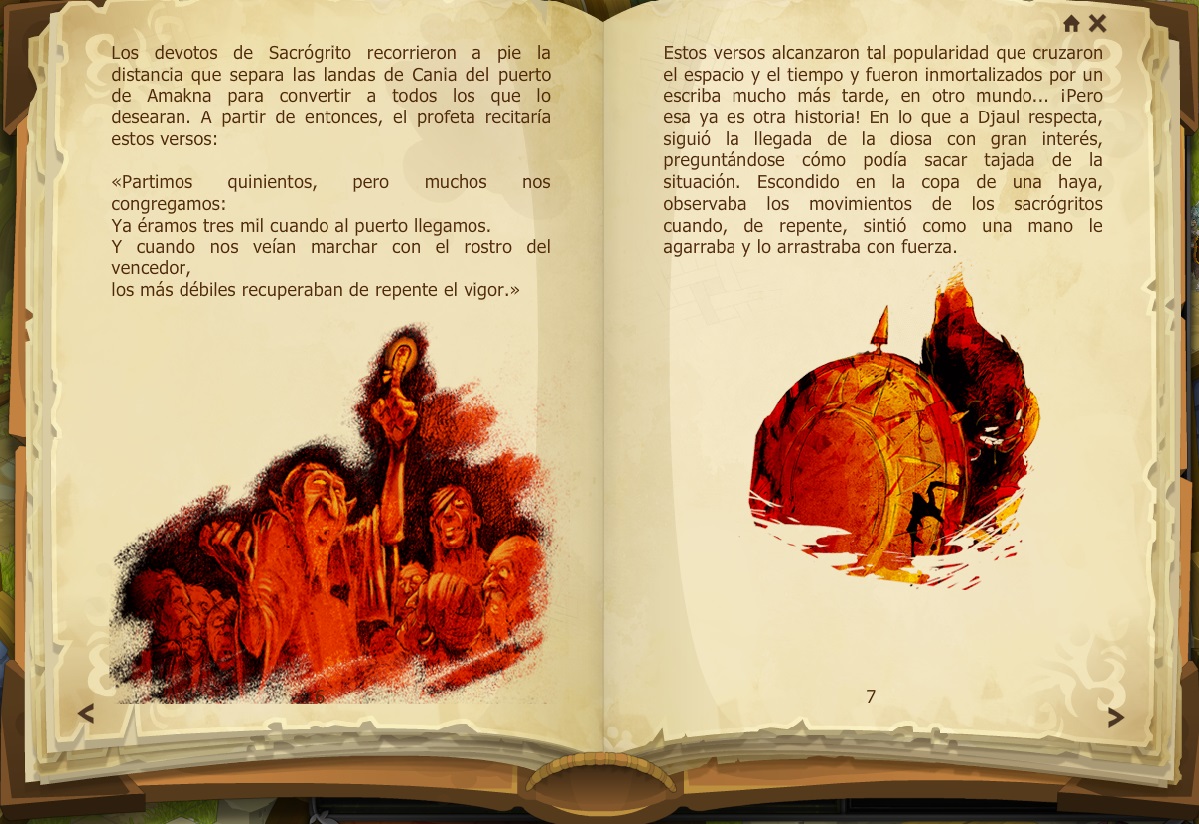 Los devotos de Sacrógrito recorrieron a pie la
distancia que separa las landas de Cania del puerto
de Amakna para convertir a todos los que lo
desearan. A partir de entonces, el profeta recitaría
estos versos:
«Partimos quinientos, pero muchos nos
congregamos:
Ya éramos tres mil cuando al puerto llegamos.
Y cuando nos veían marchar con el rostro del
vencedor,
los más débiles recuperaban de repente el vigor.»
Estos versos alcanzaron tal popularidad que cruzaron
el espacio y el tiempo y fueron inmortalizados por un
escriba mucho más tarde, en otro mundo... ¡Pero
esa ya es otra historia! En lo que a Djaul respecta,
siguió la llegada de la diosa con gran interés,
preguntándose cómo podía sacar tajada de la
situación. Escondido en la copa de una haya,
observaba los movimientos de los sacrógritos
cuando, de repente, sintió como una mano le
agarraba y lo arrastraba con fuerza.
7